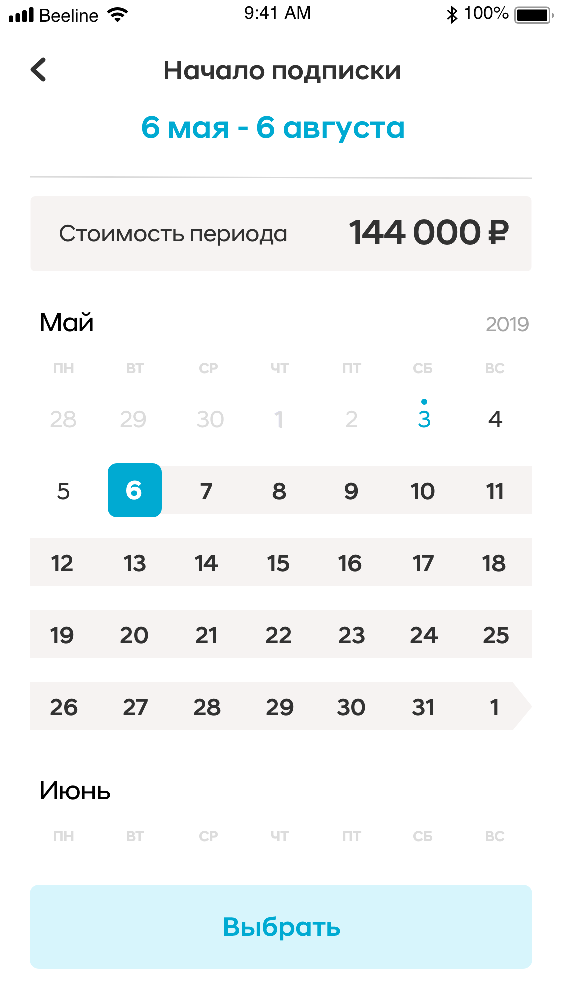 Beeline 9:41 AM 100%
Начало подписки
6 мая - 6 августа
Стоимость периода 144 000 ₽
Май 2019
ПН ВТ СР ЧТ ПТ СБ ВС
28 29 30 1 2 3 4
5 6 7 8 9 10 11
12 13 14 15 16 17 18
19 20 21 22 23 24 25
26 27 28 29 30 31 1
Июнь
ПН ВТ СР ЧТ ПТ СБ ВС
Выбрать